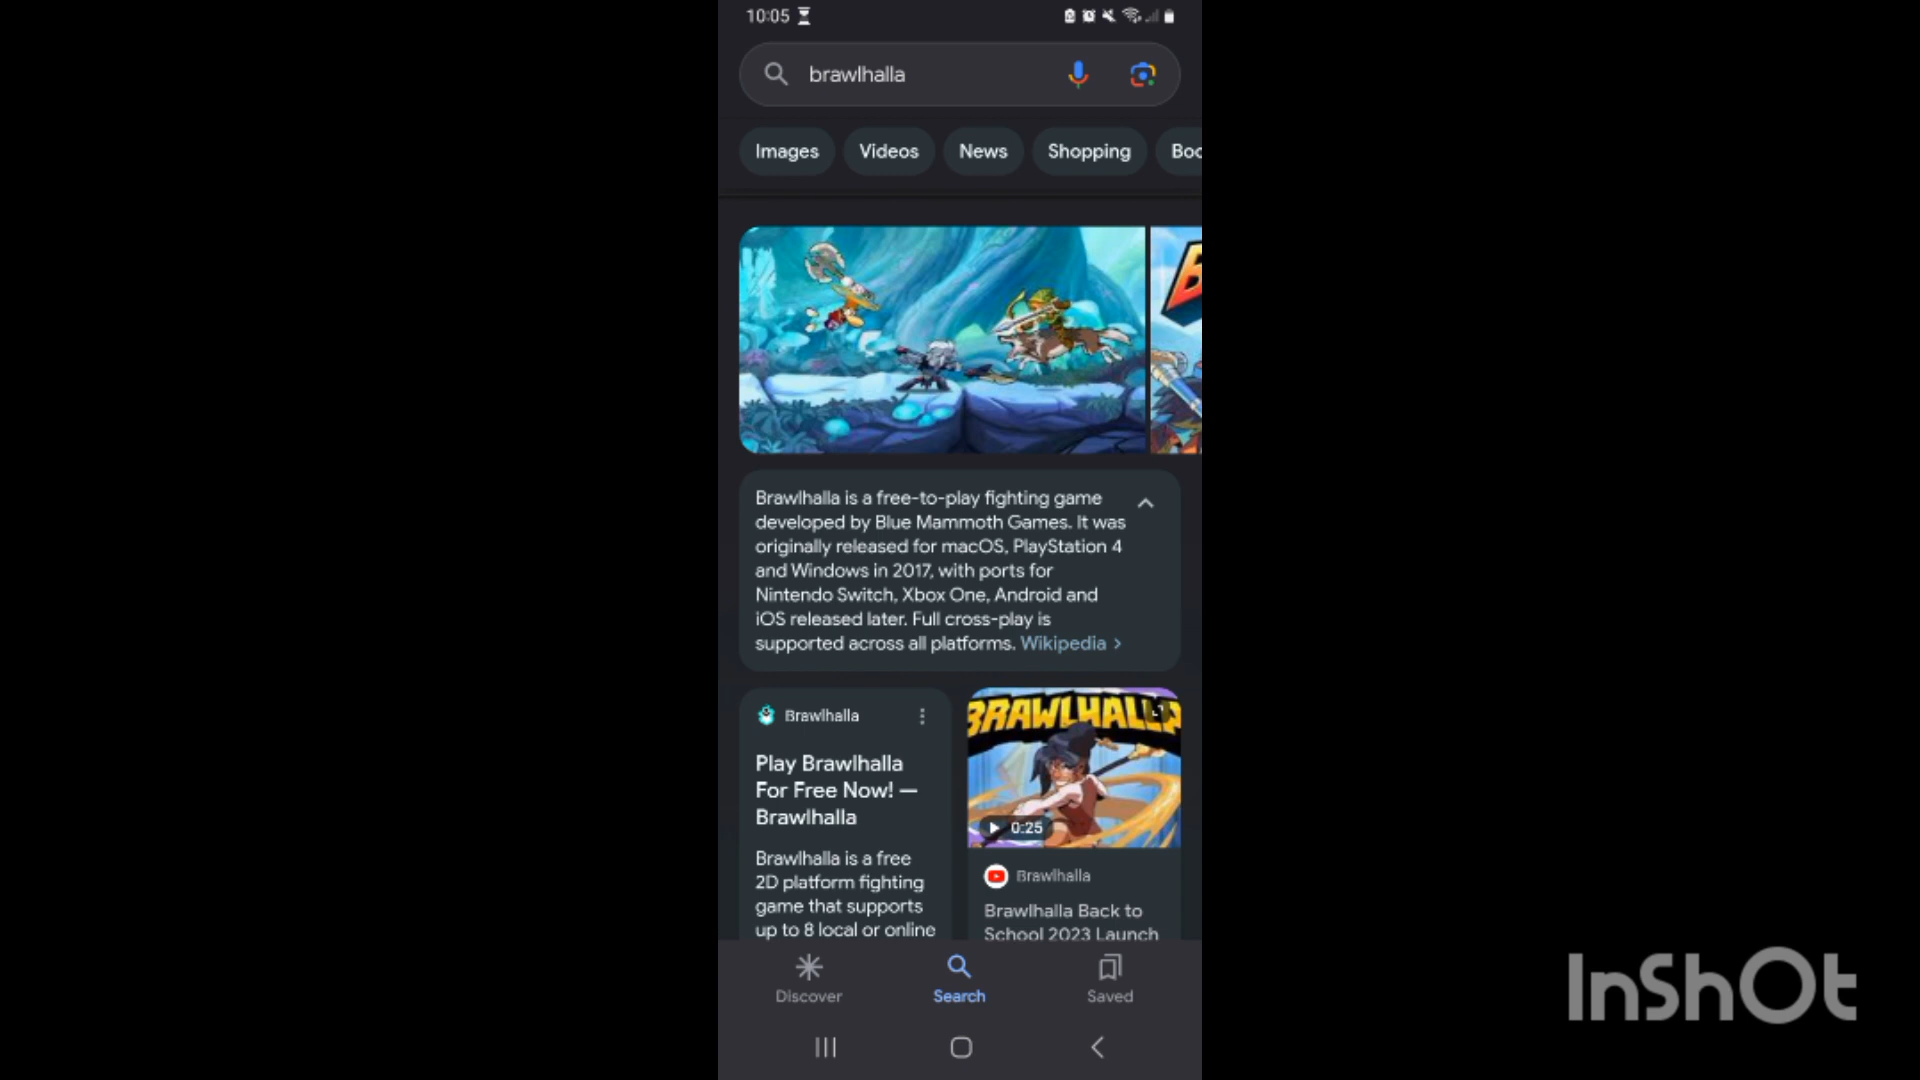 10:05
brawlhalla
Images Videos News Shopping Boo
B
Brawlhalla is a free-to-play fighting game
developed by Blue Mammoth Games. It was
originally released for macOS, PlayStation 4
and Windows in 2017, with ports for
Nintendo Switch, Xbox One, Android and
iOS released later. Full cross-play is
supported across all platforms. Wikipedia >
Brawlhalla
Play Brawlhalla
For Free Now! —
Brawlhalla
Brawlhalla is a free
2D platform fighting
game that supports
up to 8 local or online
BRAWLHALLA
0:25
Brawlhalla
Brawlhalla Back to
School 2023 Launch
Discover Search Saved
InShOt